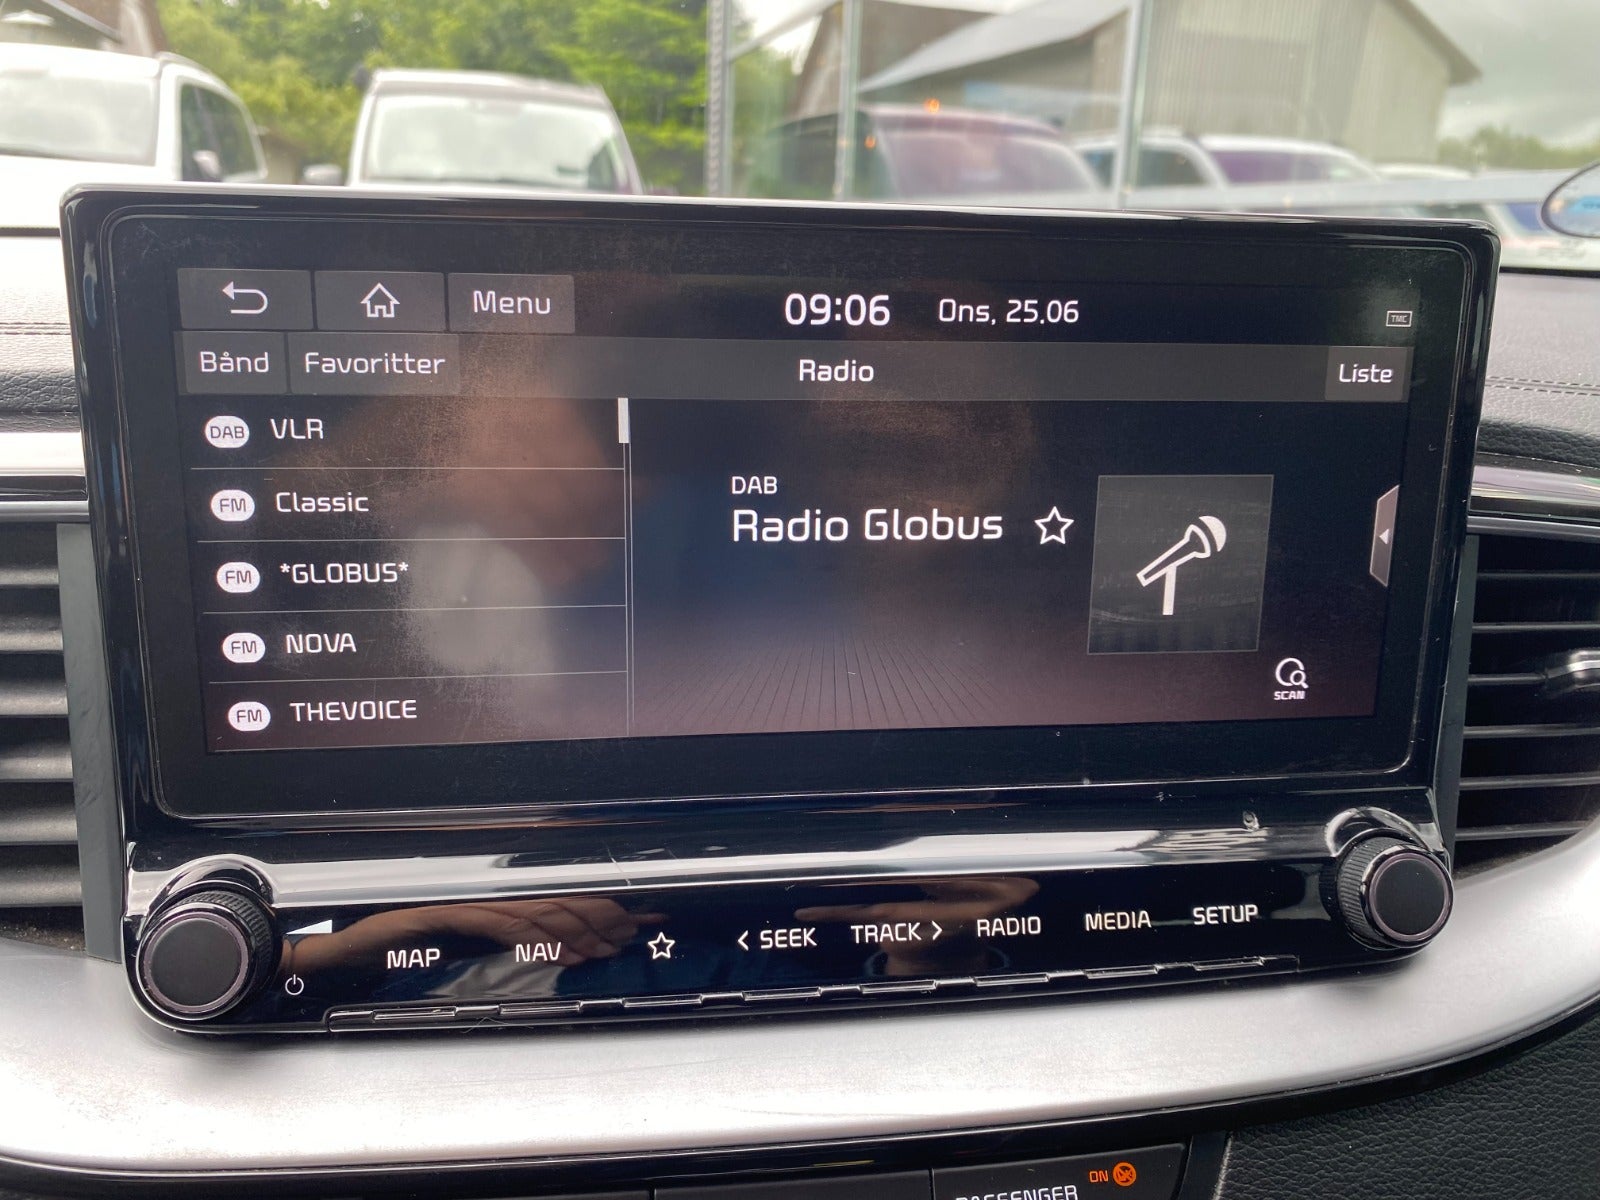 Menu
09:06 Ons, 25.06
TMC
Bånd Favoritter Radio Liste
DAB VLR
FM Classic
FM *GLOBUS*
FM NOVA
FM THEVOICE
DAB
Radio Globus
SCAN
MAP NAV < SEEK TRACK > RADIO MEDIA SETUP
PASSENGER ON